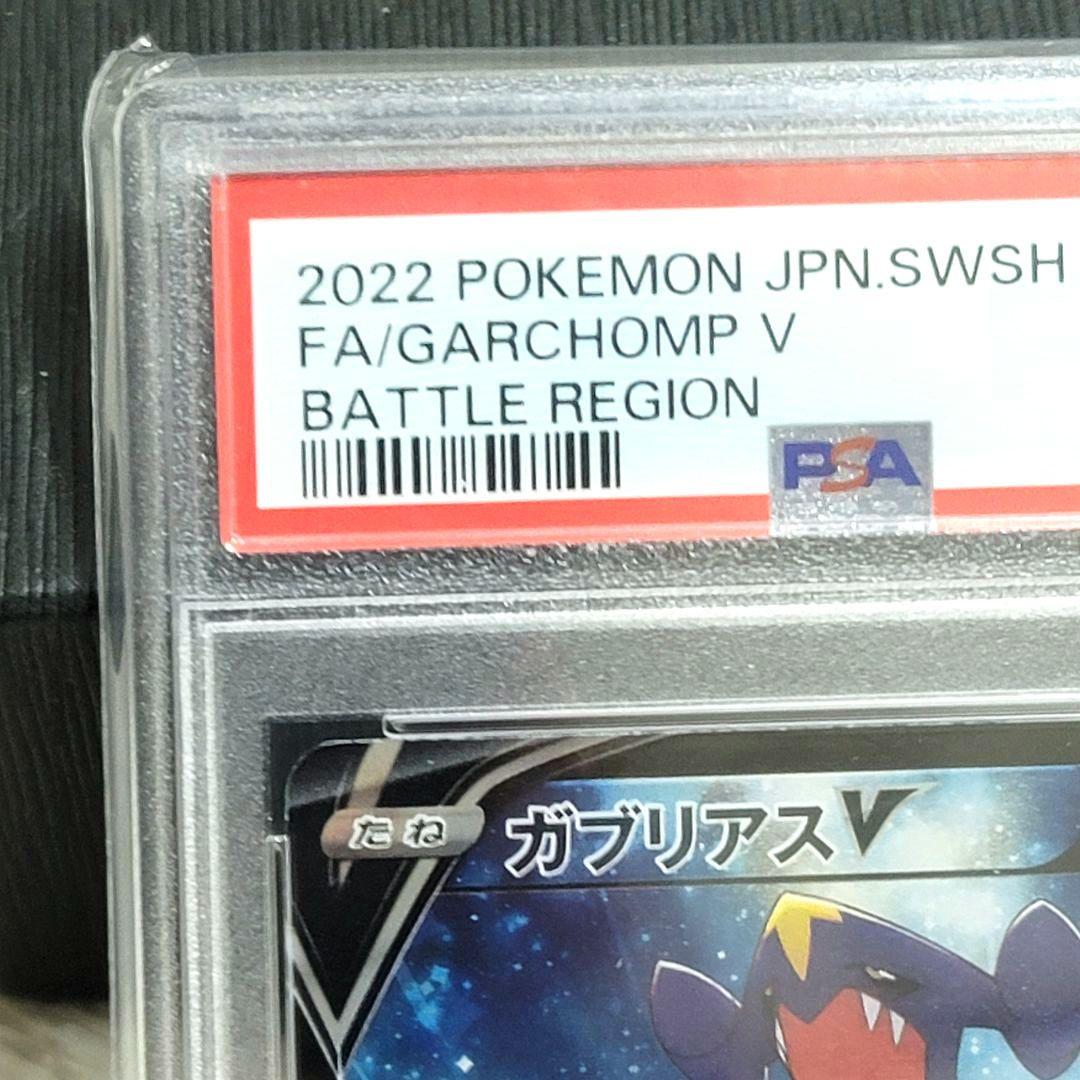 2022 POKEMON JPN.SWSH
FA/GARCHOMP V
BATTLE REGION
PSA
たね ガブリアスV